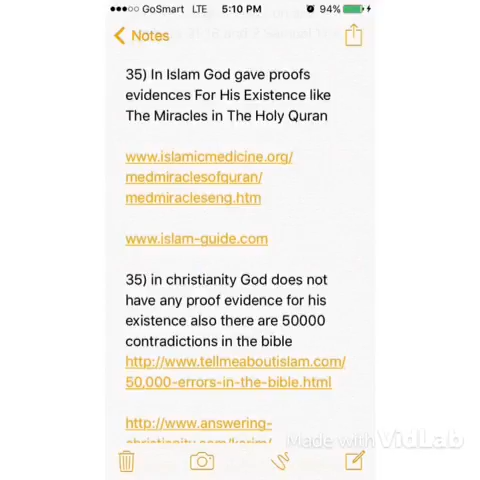 GoSmart LTE 5:10 PM 94%
Notes
35) In Islam God gave proofs
evidences For His Existence like
The Miracles in The Holy Quran
www.islamicmedicine.org/
medmiraclesofquran/
medmiracleseng.htm
www.islam-guide.com
35) in christianity God does not
have any proof evidence for his
existence also there are 50000
contradictions in the bible
http://www.tellmeaboutislam.com/
50,000-errors-in-the-bible.html
http://www.answering-
christianity.com/karim/
Made with VidLab